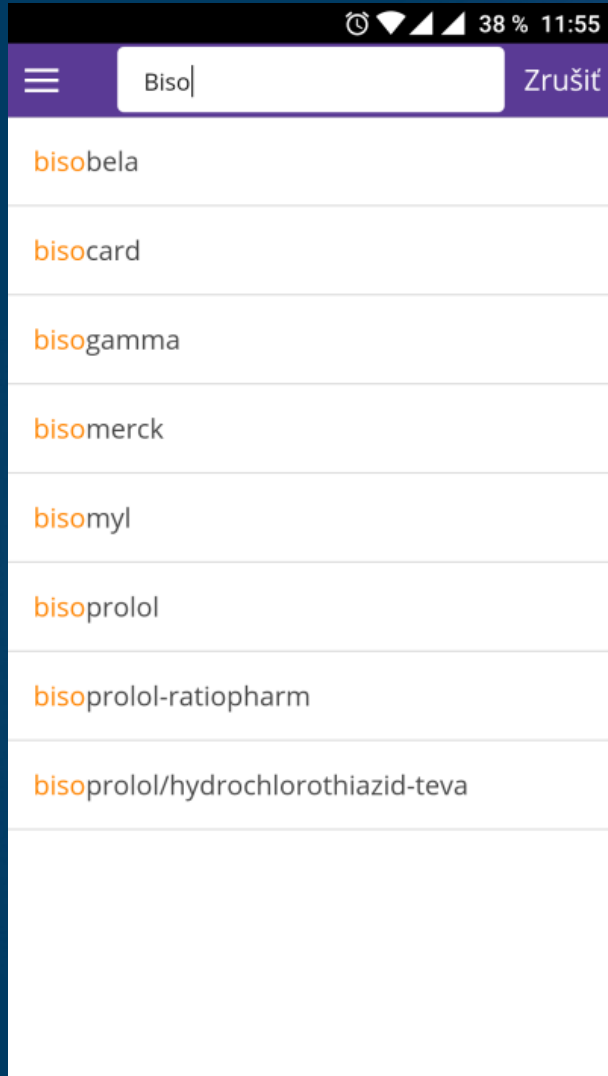 38 % 11:55
Biso
Zrušiť
bisobela
bisocard
bisogamma
bisomerck
bisomyl
bisoprolol
bisoprolol-ratiopharm
bisoprolol/hydrochlorothiazid-teva